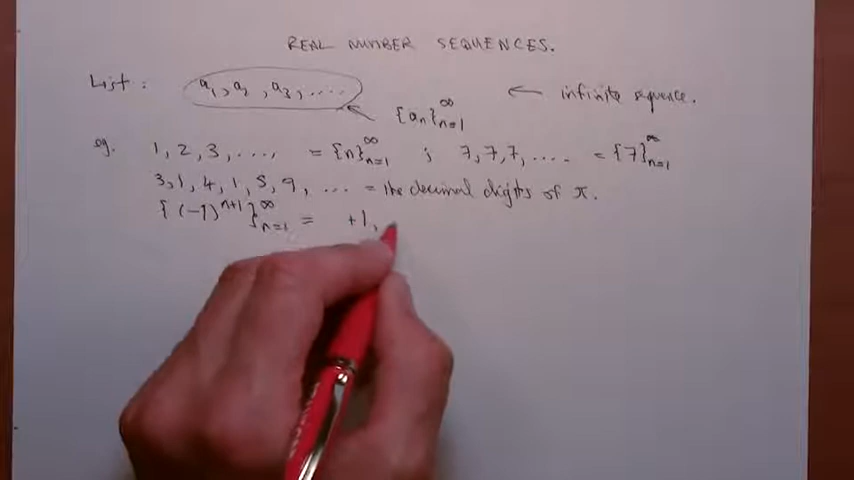 REAL NUMBER SEQUENCES.
List : a₁, a₂, a₃, ..... {aₙ}ₙ₌₁^∞ ← infinite sequence.
eg. 1, 2, 3, ...., = {n}ₙ₌₁^∞ ; 7, 7, 7, .... = {7}ₙ₌₁^∞
3, 1, 4, 1, 5, 9, ... = the decimal digits of π.
{(-1)ⁿ⁺¹}ₙ₌₁^∞ = +1,